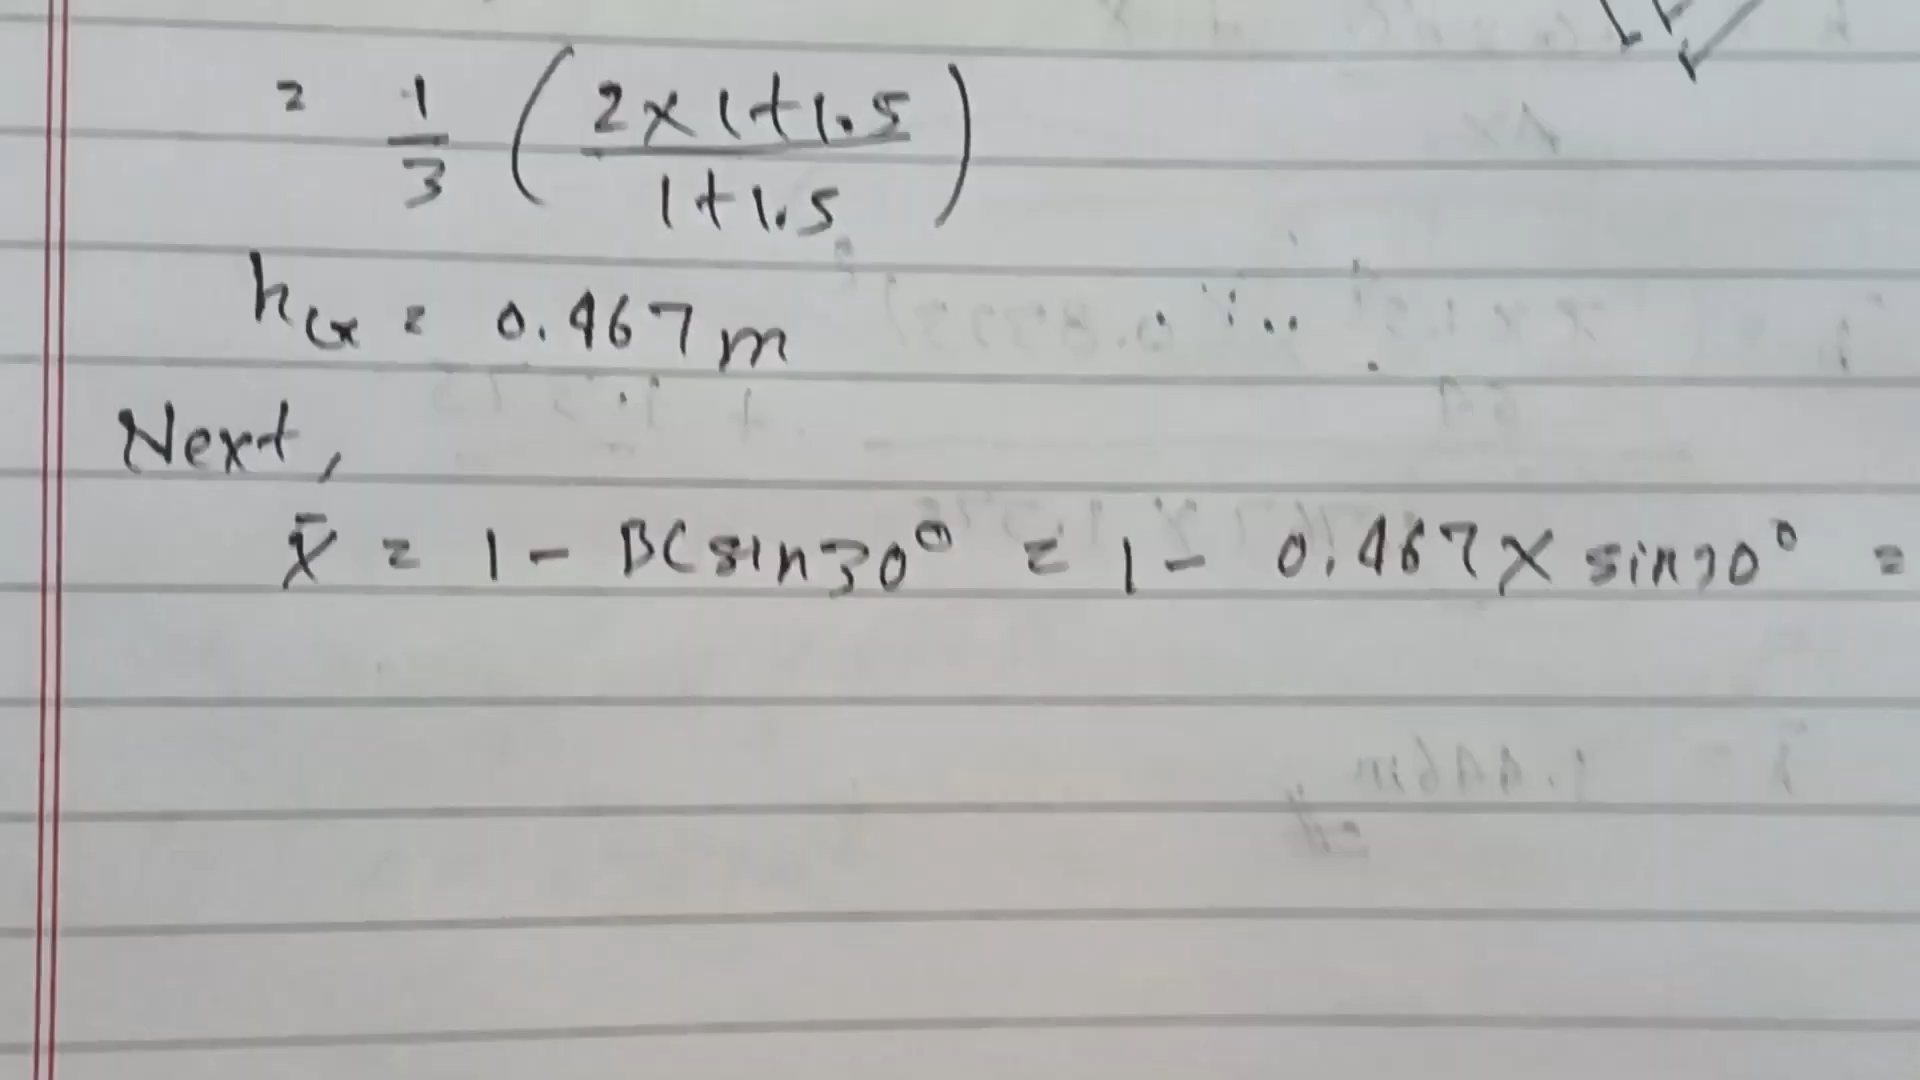 = 1/3 ( (2 x 1 + 1.5) / (1 + 1.5) )
hcx = 0.467 m
Next,
x̄ = 1 - BC sin30° = 1 - 0.467 X sin30° =